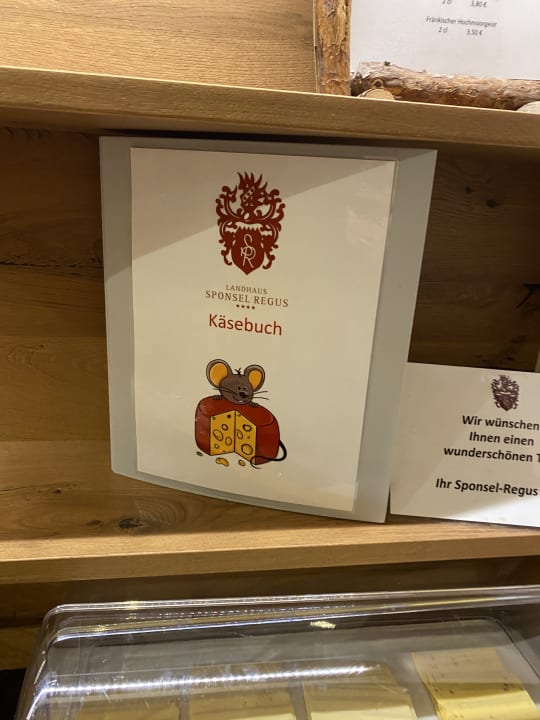 2 cl 3,80 €
Fränkischer Hochmoorgeist
2 cl 3,50 €
LANDHAUS
SPONSEL REGUS
★★★★
Käsebuch
Wir wünschen
Ihnen einen
wunderschönen
Ihr Sponsel-Regus